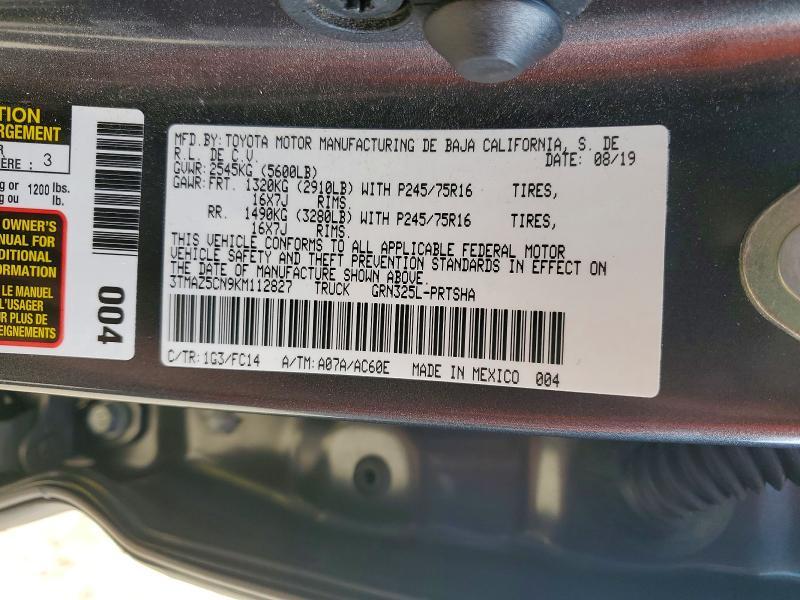 TION
RGEMENT
R
IÈRE : 3
g or 1200 lbs.
g ou lb.
OWNER'S
NUAL FOR
DITIONAL
ORMATION
LE MANUEL
L'USAGER
R PLUS DE
SEIGNEMENTS
004
MFD.BY: TOYOTA MOTOR MANUFACTURING DE BAJA CALIFORNIA, S. DE
R.L. DE C.V. DATE: 08/19
GVWR: 2545KG (5600LB)
GAWR: FRT. 1320KG (2910LB) WITH P245/75R16 TIRES,
16X7J RIMS.
RR. 1490KG (3280LB) WITH P245/75R16 TIRES,
16X7J RIMS.
THIS VEHICLE CONFORMS TO ALL APPLICABLE FEDERAL MOTOR
VEHICLE SAFETY AND THEFT PREVENTION STANDARDS IN EFFECT ON
THE DATE OF MANUFACTURE SHOWN ABOVE.
3TMAZ5CN9KM112827 TRUCK GRN325L-PRTSHA
C/TR: 1G3/FC14 A/TM: A07A/AC60E MADE IN MEXICO 004